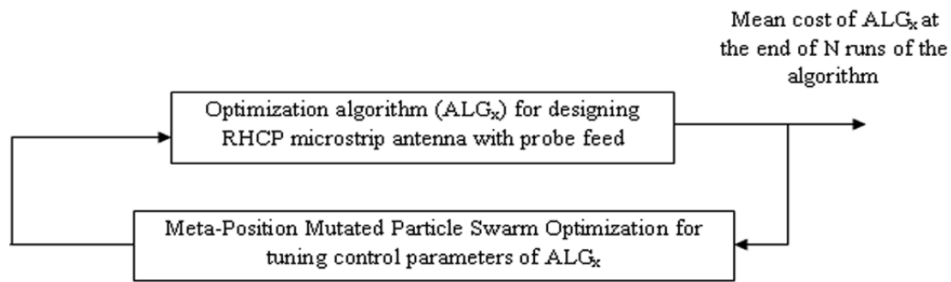 Mean cost of ALGx at
the end of N runs of the
algorithm
Optimization algorithm (ALGx) for designing
RHCP microstrip antenna with probe feed
Meta-Position Mutated Particle Swarm Optimization for
tuning control parameters of ALGx